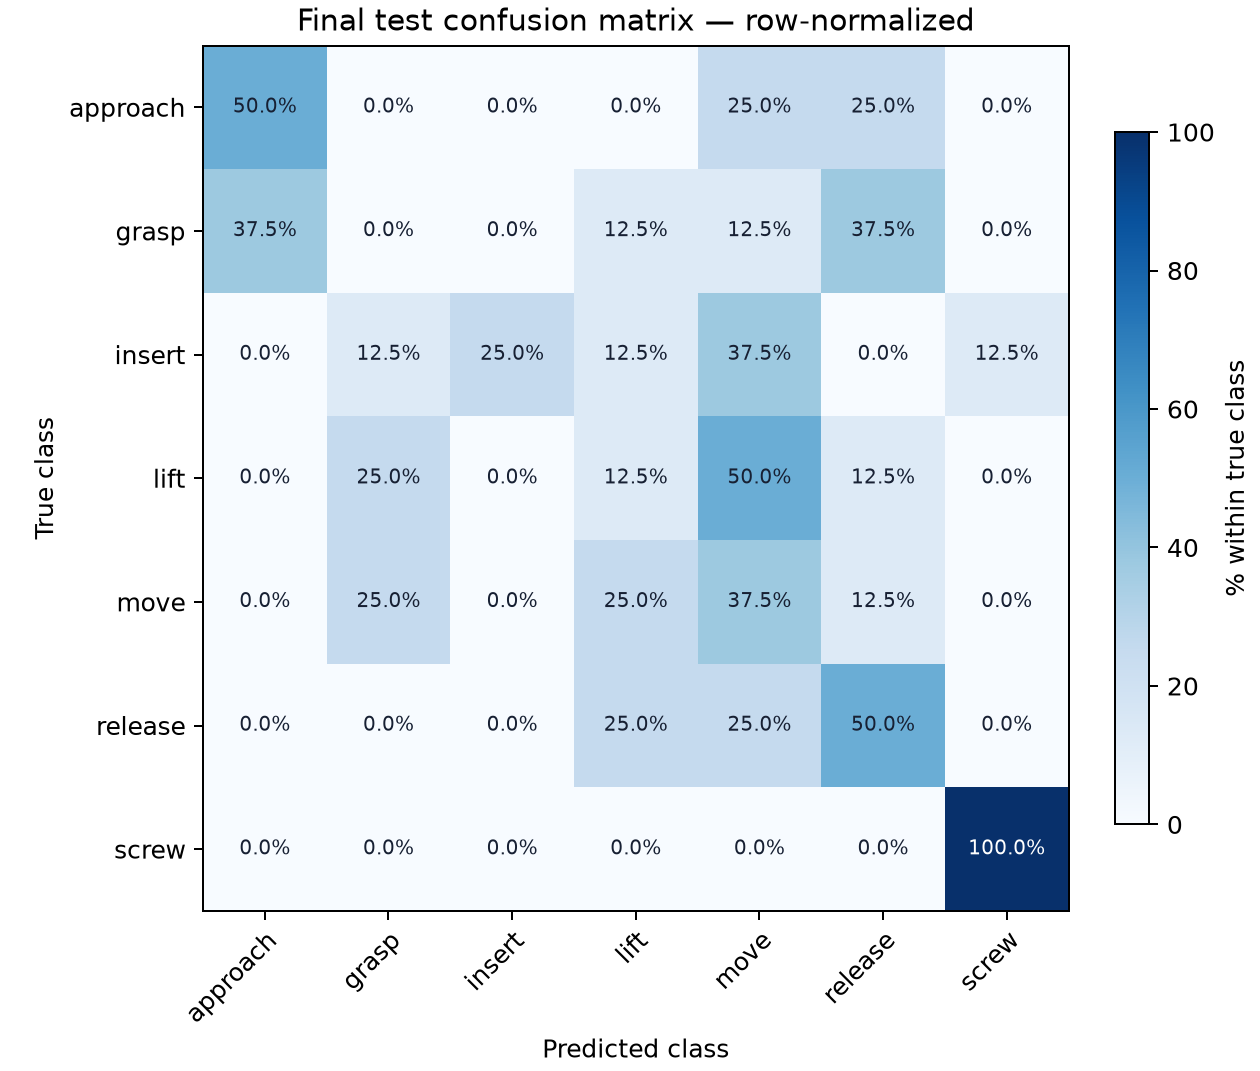 Final test confusion matrix — row-normalized
approach 50.0% 0.0% 0.0% 0.0% 25.0% 25.0% 0.0%
grasp 37.5% 0.0% 0.0% 12.5% 12.5% 37.5% 0.0%
insert 0.0% 12.5% 25.0% 12.5% 37.5% 0.0% 12.5%
lift 0.0% 25.0% 0.0% 12.5% 50.0% 12.5% 0.0%
move 0.0% 25.0% 0.0% 25.0% 37.5% 12.5% 0.0%
release 0.0% 0.0% 0.0% 25.0% 25.0% 50.0% 0.0%
screw 0.0% 0.0% 0.0% 0.0% 0.0% 0.0% 100.0%
approach grasp insert lift move release screw
Predicted class
True class
100
80
60
40
20
0
% within true class